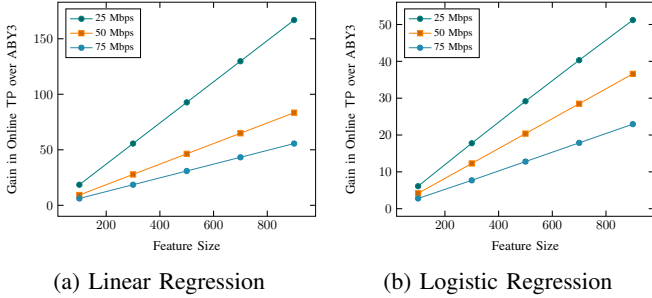 25 Mbps
50 Mbps
75 Mbps
Gain in Online TP over ABY3
150
100
50
0
200 400 600 800
Feature Size
(a) Linear Regression
25 Mbps
50 Mbps
75 Mbps
Gain in Online TP over ABY3
50
40
30
20
10
0
200 400 600 800
Feature Size
(b) Logistic Regression